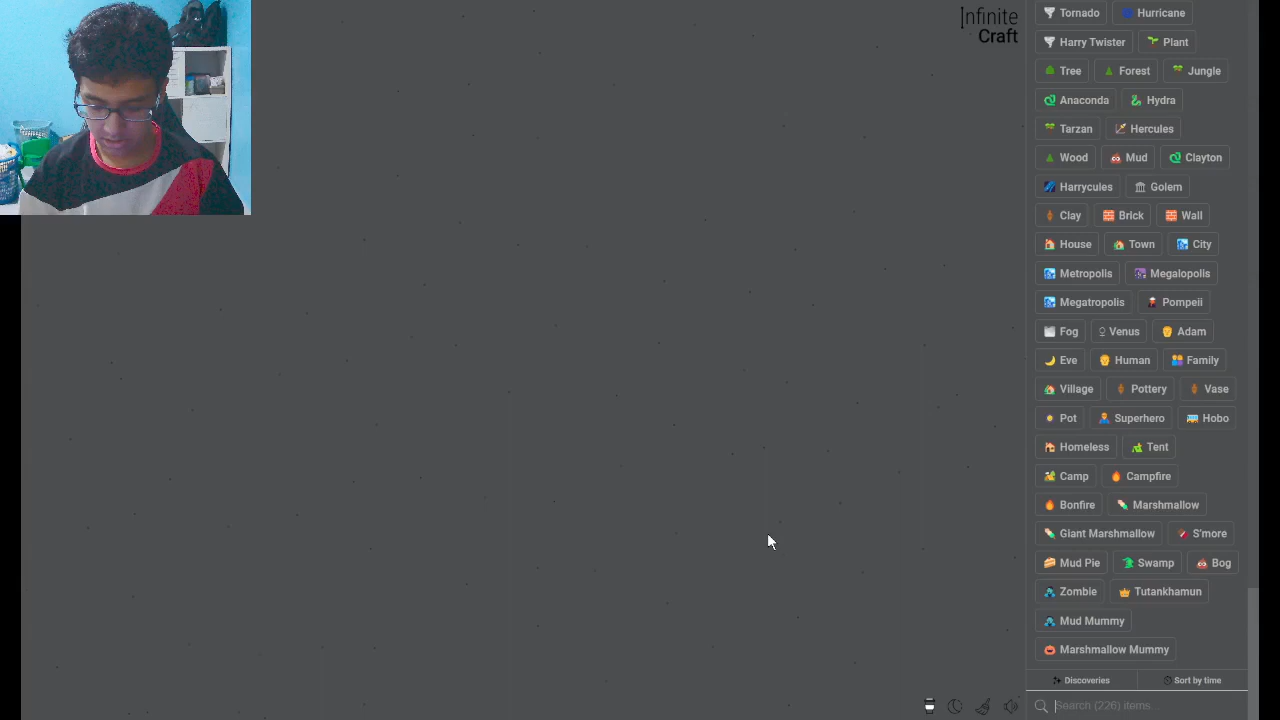 Infinite
Craft
Tornado Hurricane
Harry Twister Plant
Tree Forest Jungle
Anaconda Hydra
Tarzan Hercules
Wood Mud Clayton
Harrycules Golem
Clay Brick Wall
House Town City
Metropolis Megalopolis
Megatropolis Pompeii
Fog Venus Adam
Eve Human Family
Village Pottery Vase
Pot Superhero Hobo
Homeless Tent
Camp Campfire
Bonfire Marshmallow
Giant Marshmallow S'more
Mud Pie Swamp Bog
Zombie Tutankhamun
Mud Mummy
Marshmallow Mummy
Discoveries Sort by time
Search (226) items...